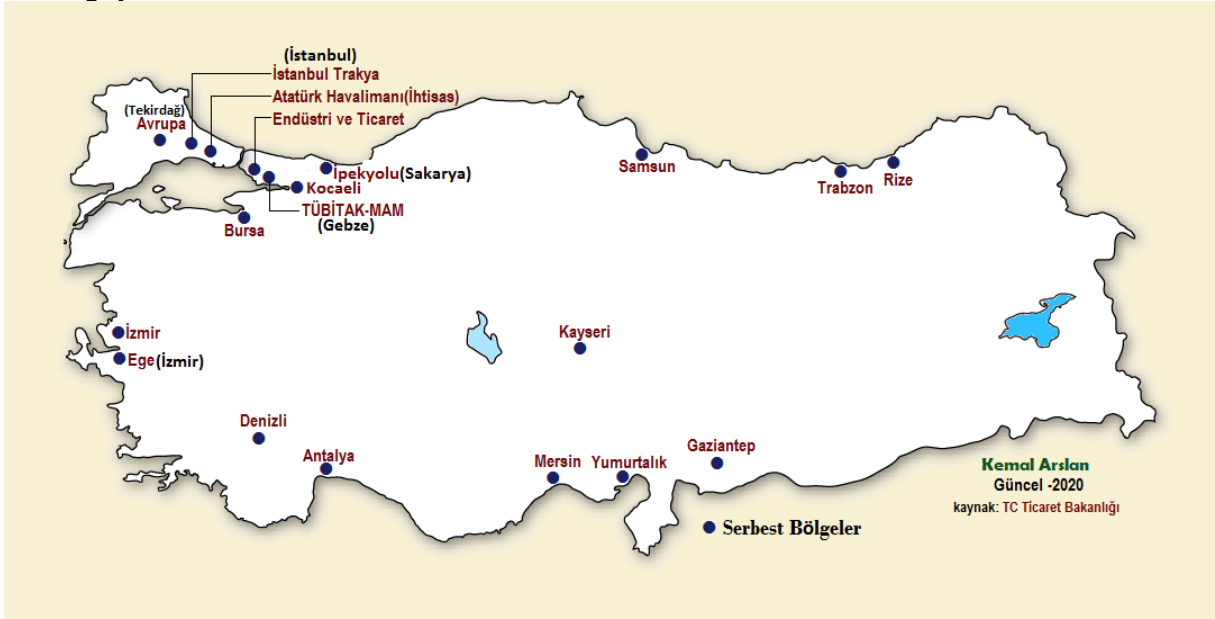 (İstanbul)
İstanbul Trakya
Atatürk Havalimanı(İhtisas)
Endüstri ve Ticaret
(Tekirdağ)
Avrupa
İpekyolu(Sakarya)
Kocaeli
TÜBİTAK-MAM
(Gebze)
Bursa
Samsun
Trabzon
Rize
İzmir
Ege(İzmir)
Kayseri
Denizli
Antalya
Mersin
Yumurtalık
Gaziantep
Kemal Arslan
Güncel -2020
kaynak: TC Ticaret Bakanlığı
Serbest Bölgeler